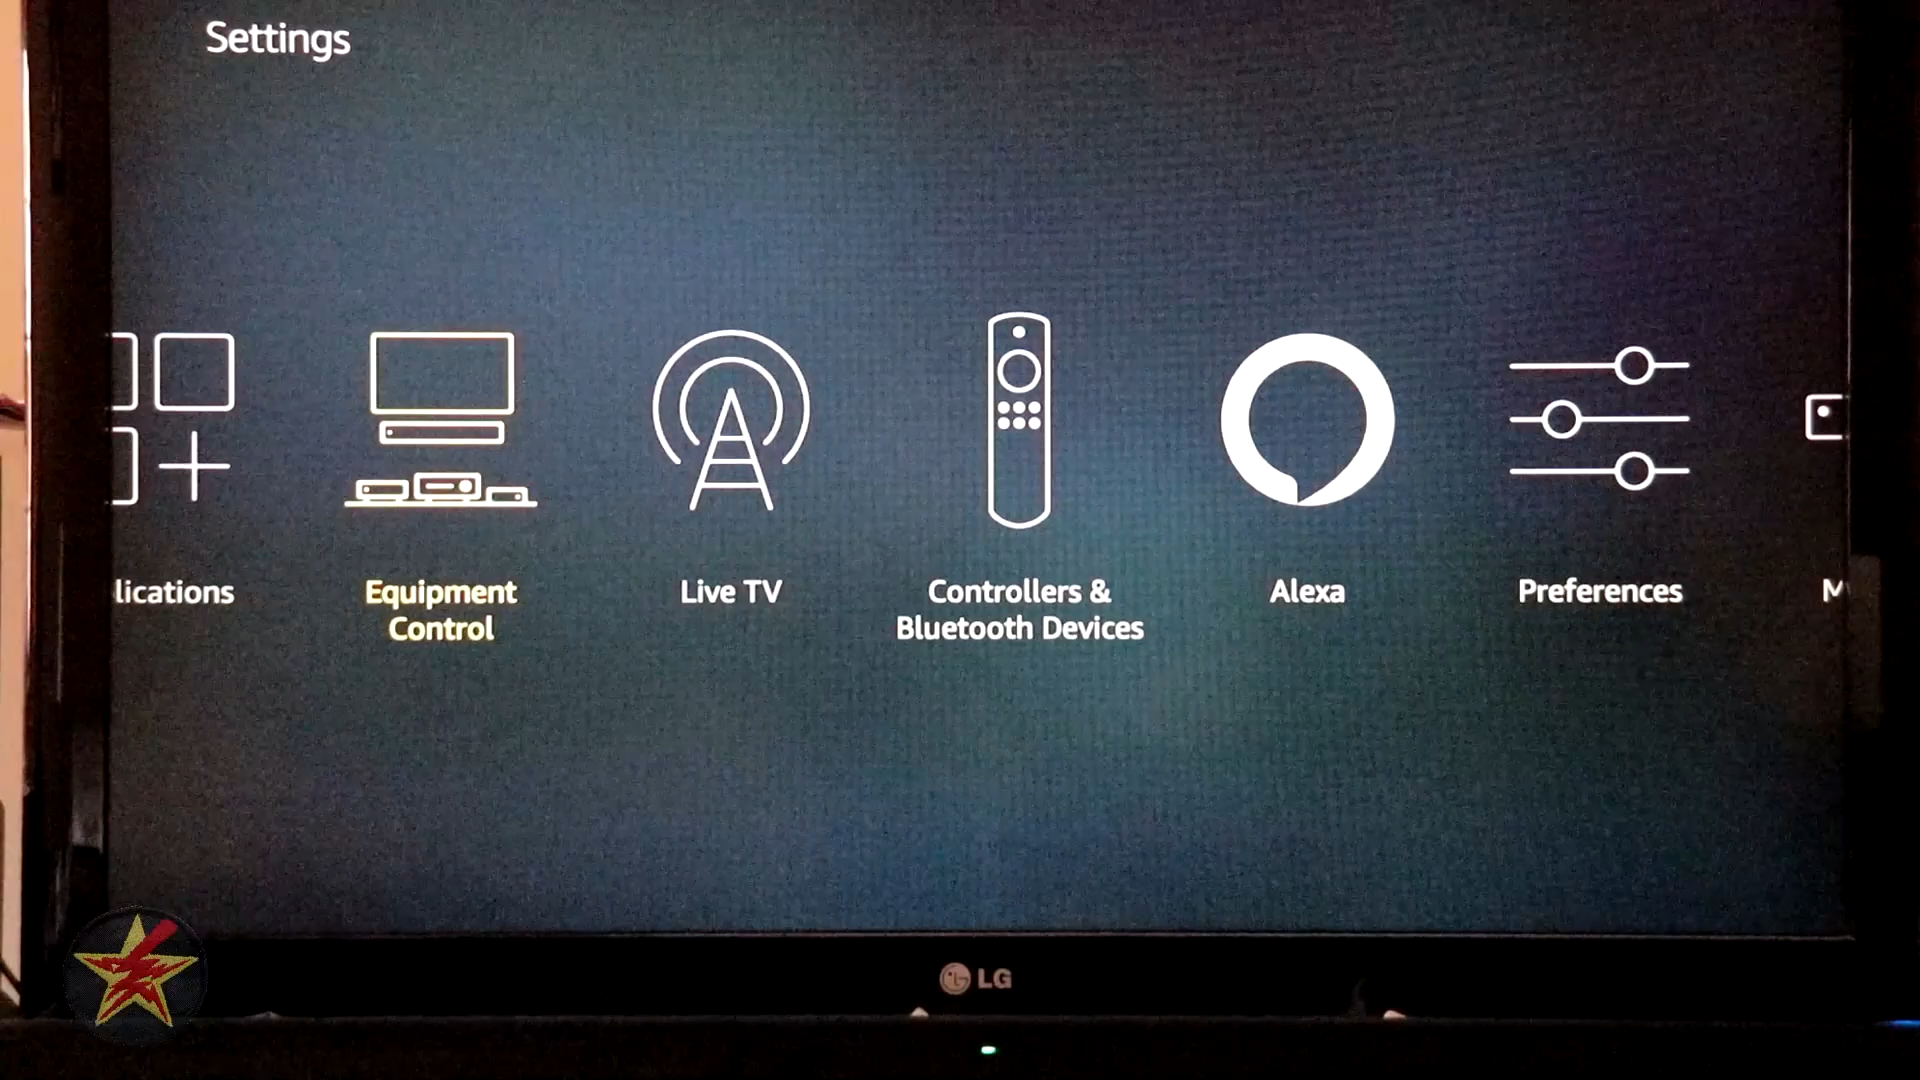 Settings
lications
Equipment
Control
Live TV
Controllers &
Bluetooth Devices
Alexa
Preferences
M
LG